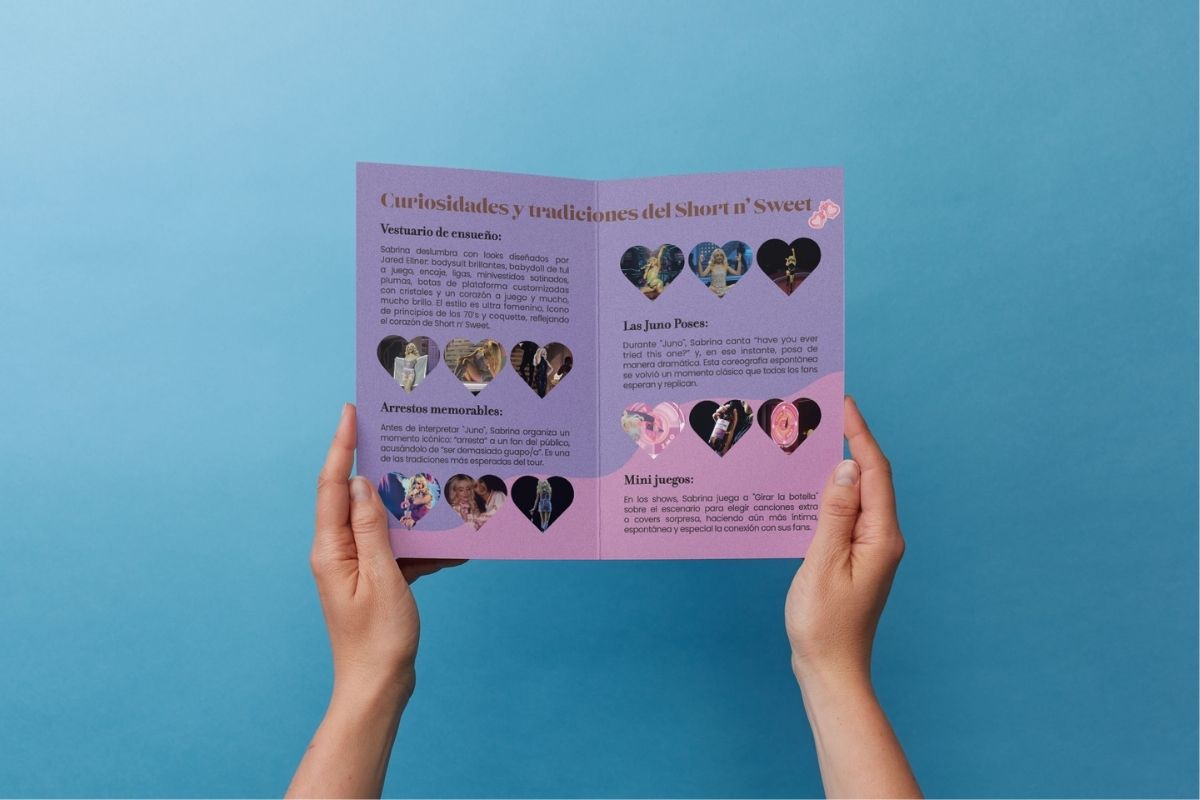 Curiosidades y tradiciones del Short n' Sweet
Vestuario de ensueño:
Sabrina deslumbra con looks diseñados por
Jared Ellner: bodysuit brillantes, babydoll de tul
a juego, encaje, ligas, minivestidos satinados,
plumas, botas de plataforma customizadas
con cristales y un corazón a juego y mucho,
mucho brillo. El estilo es ultra femenino, ícono
de principios de los 70's y coquette, reflejando
el corazón de Short n' Sweet.
Arrestos memorables:
Antes de interpretar "Juno", Sabrina organiza un
momento icónico: "arresta" a un fan del público,
acusándolo de "ser demasiado guapo/a". Es una
de las tradiciones más esperadas del tour.
Las Juno Poses:
Durante "Juno", Sabrina canta "have you ever
tried this one?" y, en ese instante, posa de
manera dramática. Esta coreografía espontánea
se volvió un momento clásico que todos los fans
esperan y replican.
Mini juegos:
En los shows, Sabrina juega a "Girar la botella"
sobre el escenario para elegir canciones extra
o covers sorpresa, haciendo aún más íntima,
espontánea y especial la conexión con sus fans.